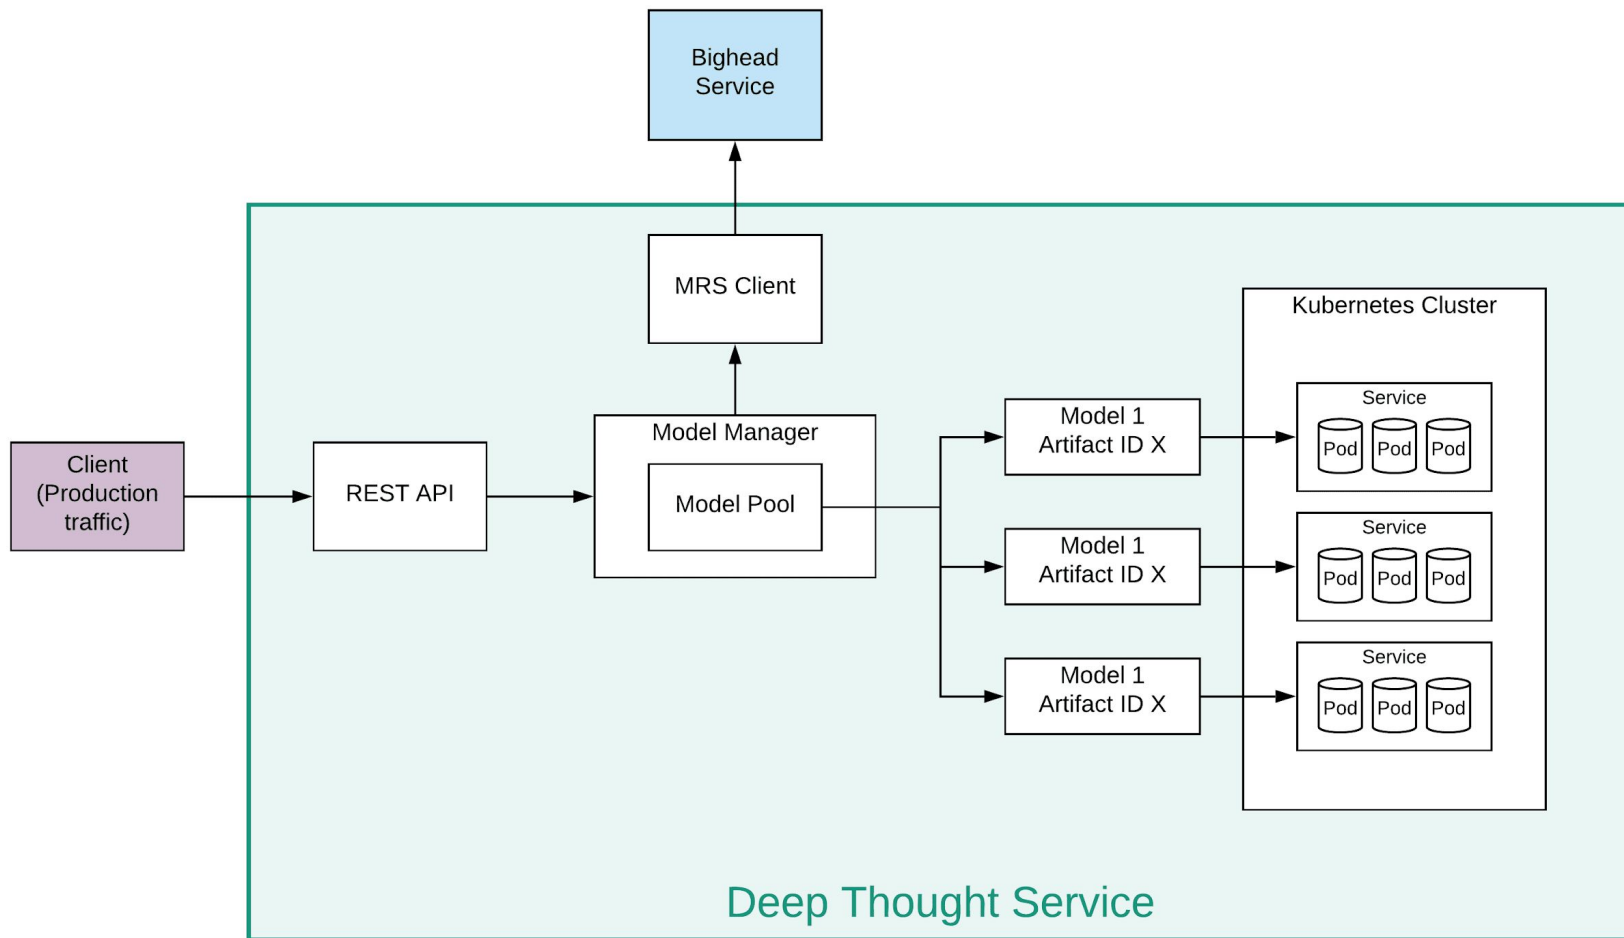 Bighead
Service
MRS Client
Kubernetes Cluster
Client
(Production
traffic)
REST API
Model Manager
Model Pool
Model 1
Artifact ID X
Service
Pod Pod Pod
Model 1
Artifact ID X
Service
Pod Pod Pod
Model 1
Artifact ID X
Service
Pod Pod Pod
Deep Thought Service